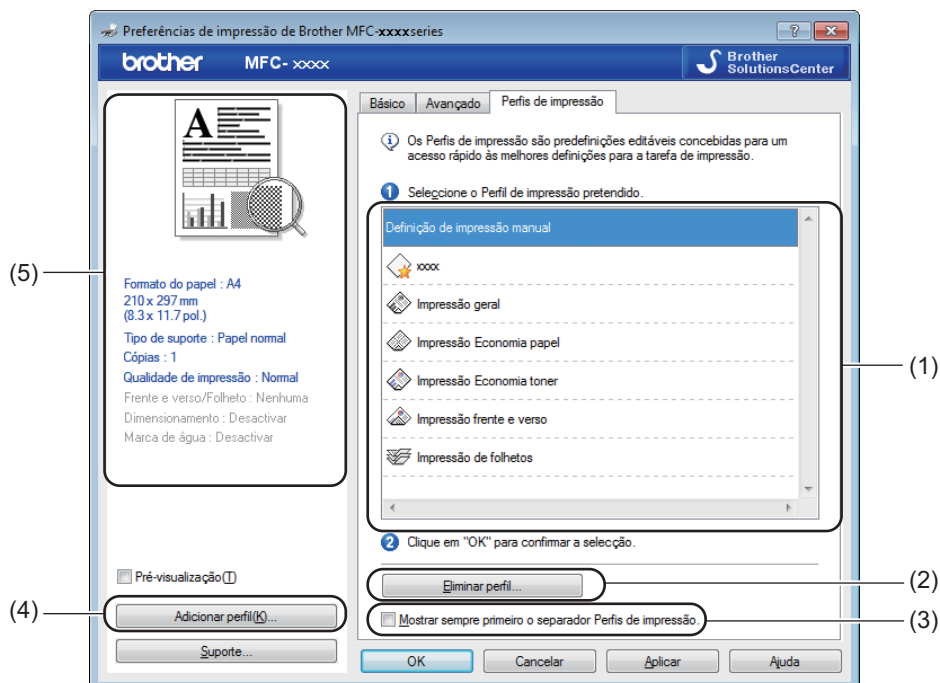 Preferências de impressão de Brother MFC-xxxxseries
brother MFC- xxxx
Brother
SolutionsCenter
A
Formato do papel : A4
210 x 297 mm
(8.3 x 11.7 pol.)
Tipo de suporte : Papel normal
Cópias : 1
Qualidade de impressão : Normal
Frente e verso/Folheto : Nenhuma
Dimensionamento : Desactivar
Marca de água : Desactivar
(5)
Pré-visualização(T)
Adicionar perfil(K)...
(4)
Suporte...
Básico
Avançado
Perfis de impressão
Os Perfis de impressão são predefinições editáveis concebidas para um
acesso rápido às melhores definições para a tarefa de impressão.
1 Seleccione o Perfil de impressão pretendido.
Definição de impressão manual
xxxx
Impressão geral
Impressão Economia papel
Impressão Economia toner
Impressão frente e verso
Impressão de folhetos
(1)
2 Clique em "OK" para confirmar a selecção.
Eliminar perfil...
(2)
Mostrar sempre primeiro o separador Perfis de impressão.
(3)
OK
Cancelar
Aplicar
Ajuda